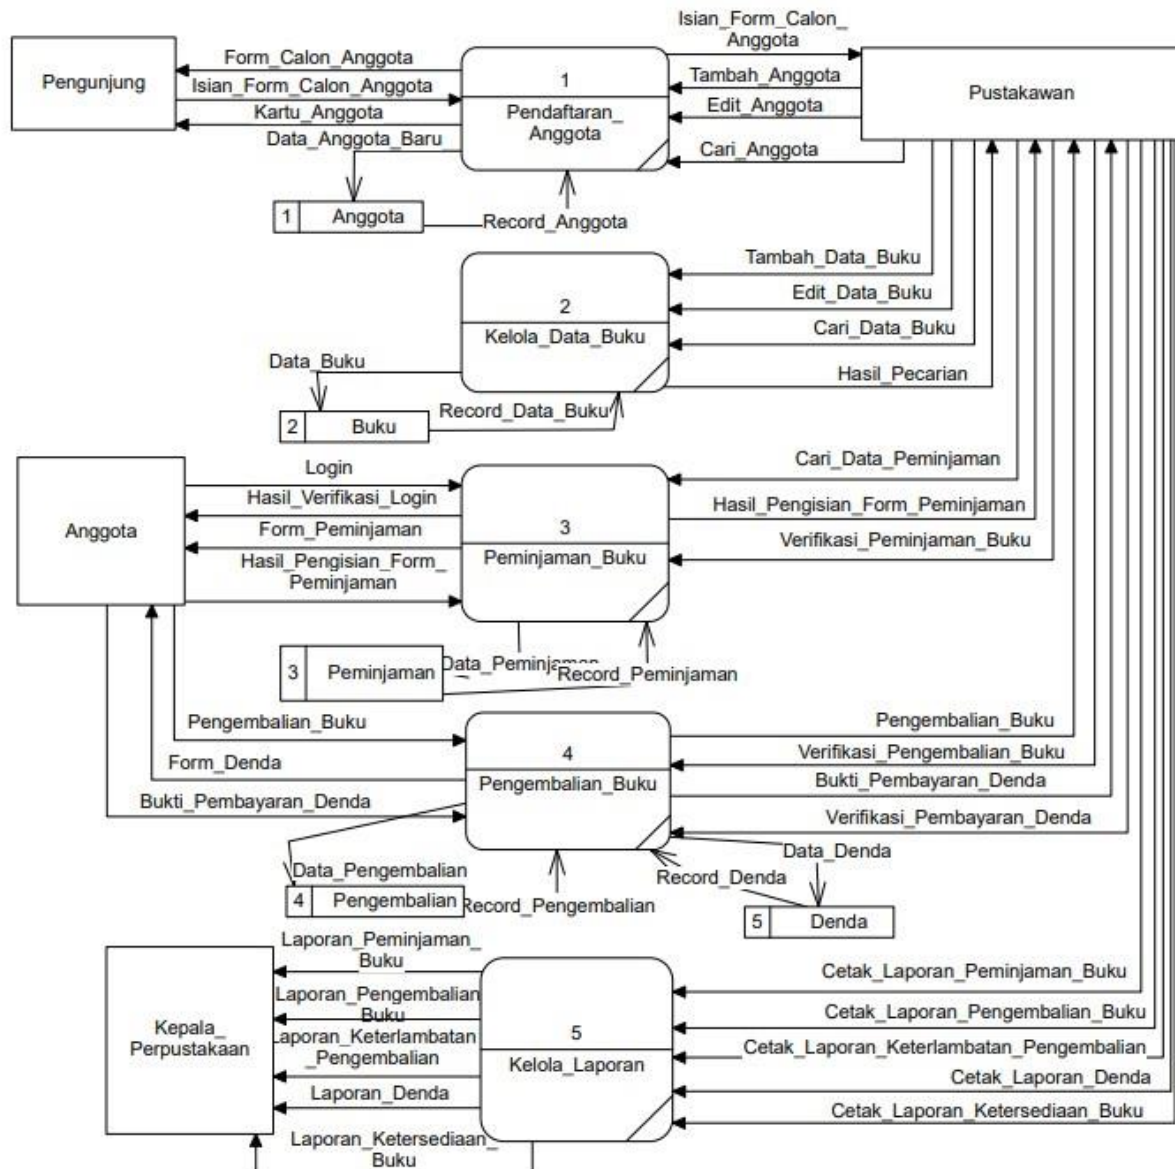 Isian_Form_Calon_
Anggota
Pengunjung
Form_Calon_Anggota
Isian_Form_Calon_Anggota
Kartu_Anggota
Data_Anggota_Baru
1
Pendaftaran_
Anggota
Tambah_Anggota
Edit_Anggota
Cari_Anggota
Pustakawan
1
Anggota
Record_Anggota
2
Kelola_Data_Buku
Tambah_Data_Buku
Edit_Data_Buku
Cari_Data_Buku
Hasil_Pecarian
Data_Buku
2
Buku
Record_Data_Buku
Anggota
Login
Hasil_Verifikasi_Login
Form_Peminjaman
Hasil_Pengisian_Form_
Peminjaman
3
Peminjaman_Buku
Cari_Data_Peminjaman
Hasil_Pengisian_Form_Peminjaman
Verifikasi_Peminjaman_Buku
3
Peminjaman
Data_Peminjaman
Record_Peminjaman
Pengembalian_Buku
Form_Denda
Bukti_Pembayaran_Denda
4
Pengembalian_Buku
Pengembalian_Buku
Verifikasi_Pengembalian_Buku
Bukti_Pembayaran_Denda
Verifikasi_Pembayaran_Denda
Data_Pengembalian
4
Pengembalian
Record_Pengembalian
Data_Denda
Record_Denda
5
Denda
Kepala_
Perpustakaan
Laporan_Peminjaman_
Buku
Laporan_Pengembalian
Buku
Laporan_Keterlambatan
_Pengembalian
Laporan_Denda
Laporan_Ketersediaan_
Buku
5
Kelola_Laporan
Cetak_Laporan_Peminjaman_Buku
Cetak_Laporan_Pengembalian_Buku
Cetak_Laporan_Keterlambatan_Pengembalian
Cetak_Laporan_Denda
Cetak_Laporan_Ketersediaan_Buku